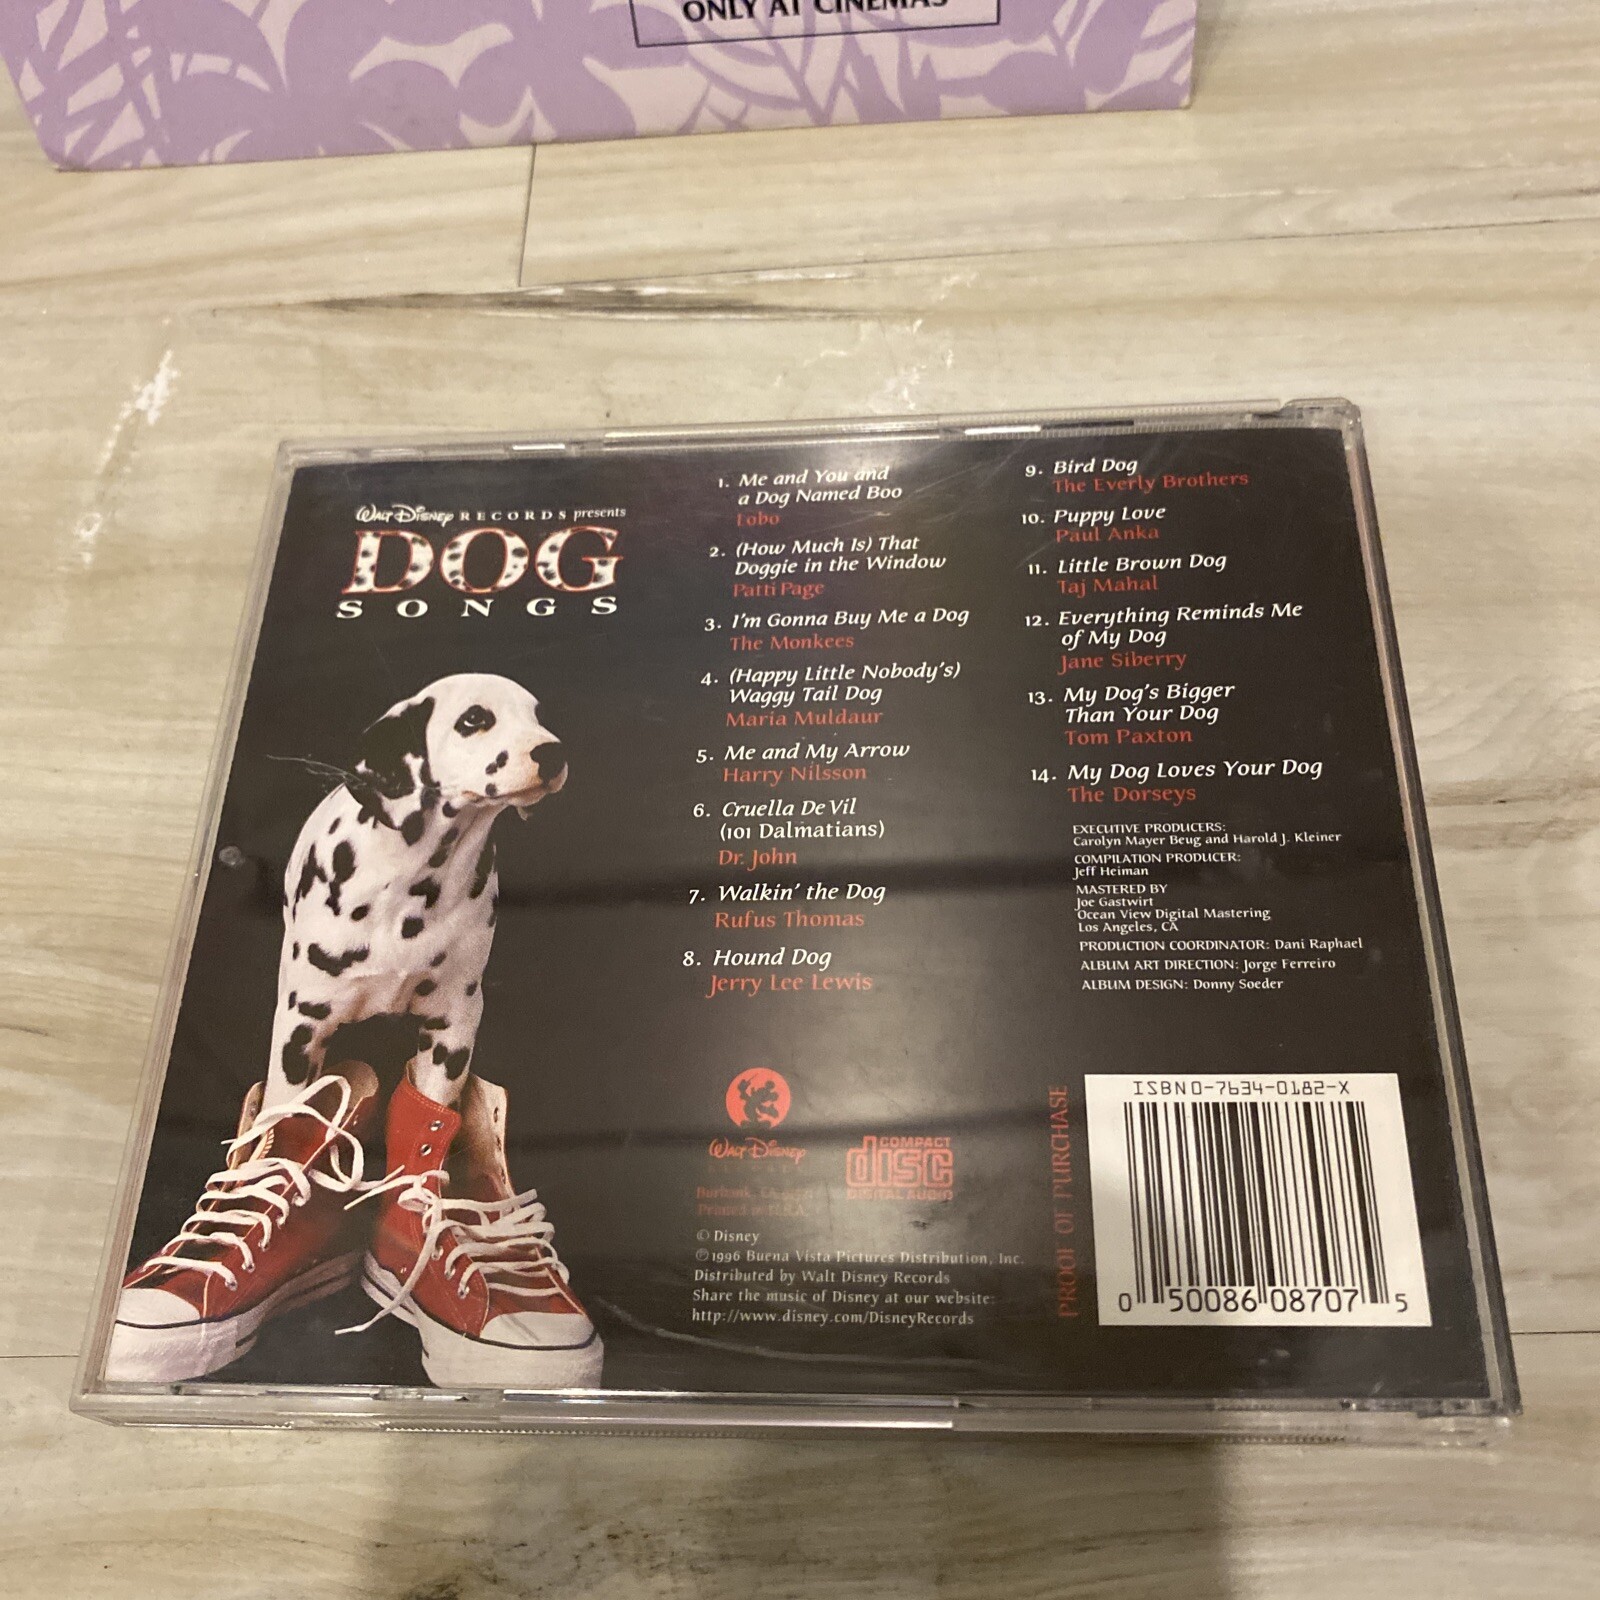 ONLY AT CINEMAS
WALT DISNEY RECORDS presents
DOG
SONGS
1. Me and You and
a Dog Named Boo
Lobo
2. (How Much Is) That
Doggie in the Window
Patti Page
3. I'm Gonna Buy Me a Dog
The Monkees
4. (Happy Little Nobody's)
Waggy Tail Dog
Maria Muldaur
5. Me and My Arrow
Harry Nilsson
6. Cruella De Vil
(101 Dalmatians)
Dr. John
7. Walkin' the Dog
Rufus Thomas
8. Hound Dog
Jerry Lee Lewis
9. Bird Dog
The Everly Brothers
10. Puppy Love
Paul Anka
11. Little Brown Dog
Taj Mahal
12. Everything Reminds Me
of My Dog
Jane Siberry
13. My Dog's Bigger
Than Your Dog
Tom Paxton
14. My Dog Loves Your Dog
The Dorseys
EXECUTIVE PRODUCERS:
Carolyn Mayer Beug and Harold J. Kleiner
COMPILATION PRODUCER:
Jeff Heiman
MASTERED BY
Joe Gastwirt
Ocean View Digital Mastering
Los Angeles, CA
PRODUCTION COORDINATOR: Dani Raphael
ALBUM ART DIRECTION: Jorge Ferreiro
ALBUM DESIGN: Donny Soeder
WALT DISNEY
COMPACT
disc
DIGITAL AUDIO
Burbank, CA
Printed in U.S.A.
© Disney
℗ 1996 Buena Vista Pictures Distribution, Inc.
Distributed by Walt Disney Records
Share the music of Disney at our website:
http://www.disney.com/DisneyRecords
PROOF OF PURCHASE
ISBN 0-7634-0182-X
0 50086 08707 5